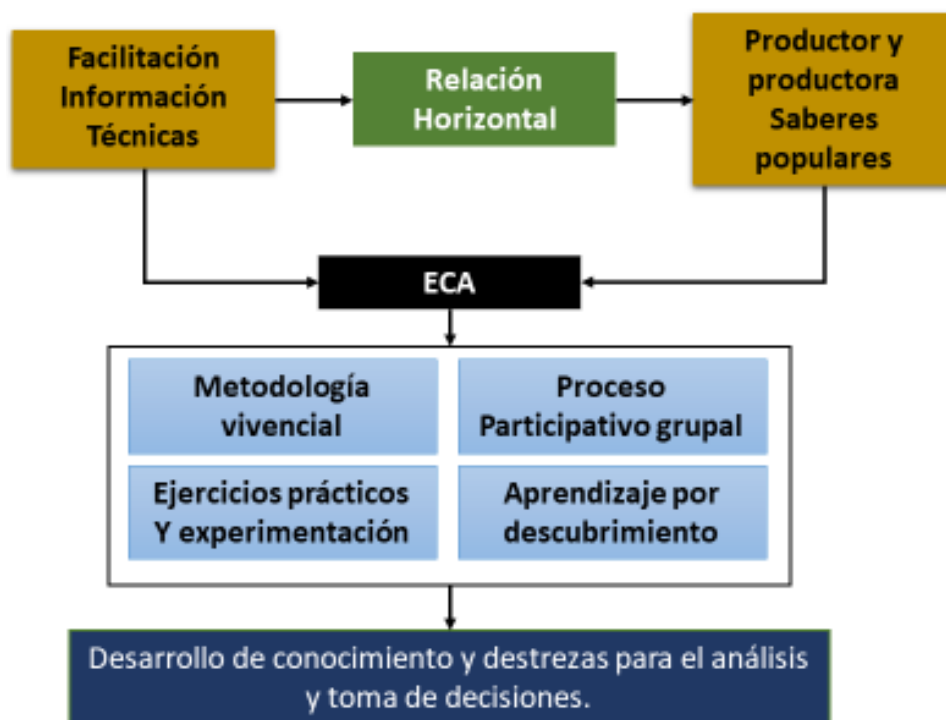 Facilitación
Información
Técnicas
Relación
Horizontal
Productor y
productora
Saberes
populares
ECA
Metodología
vivencial
Proceso
Participativo grupal
Ejercicios prácticos
Y experimentación
Aprendizaje por
descubrimiento
Desarrollo de conocimiento y destrezas para el análisis
y toma de decisiones.